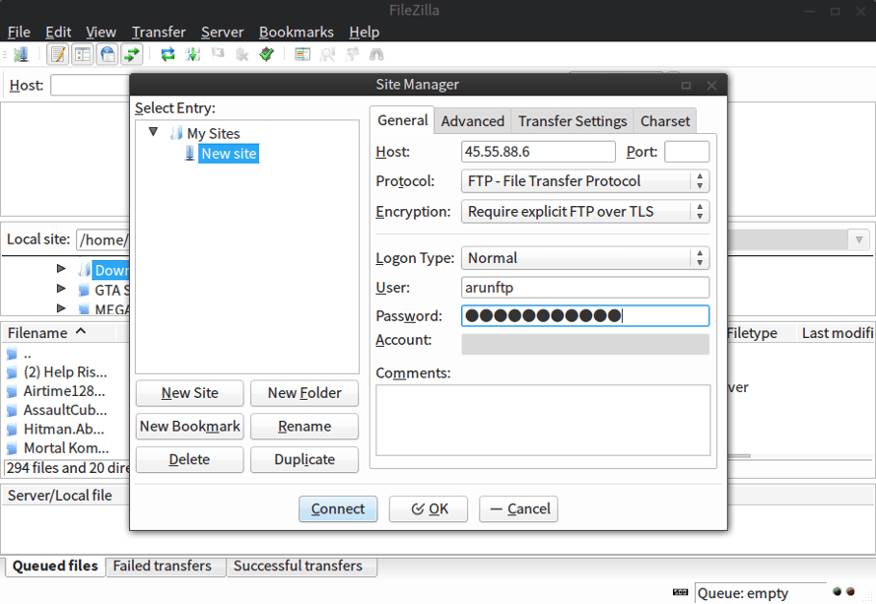 FileZilla
File Edit View Transfer Server Bookmarks Help
Host:
Site Manager
Select Entry:
My Sites
New site
General Advanced Transfer Settings Charset
Host: 45.55.88.6 Port:
Protocol: FTP - File Transfer Protocol
Encryption: Require explicit FTP over TLS
Logon Type: Normal
User: arunftp
Password: ●●●●●●●●●●●
Account:
Comments:
New Site New Folder
New Bookmark Rename
Delete Duplicate
Connect OK Cancel
Local site: /home/
Down
GTA S
MEGA
Filename Filetype Last modifi
..
(2) Help Ris...
Airtime128...
AssaultCub...
Hitman.Ab...
Mortal Kom...
ver
294 files and 20 dire
Server/Local file
Queued files Failed transfers Successful transfers
Queue: empty